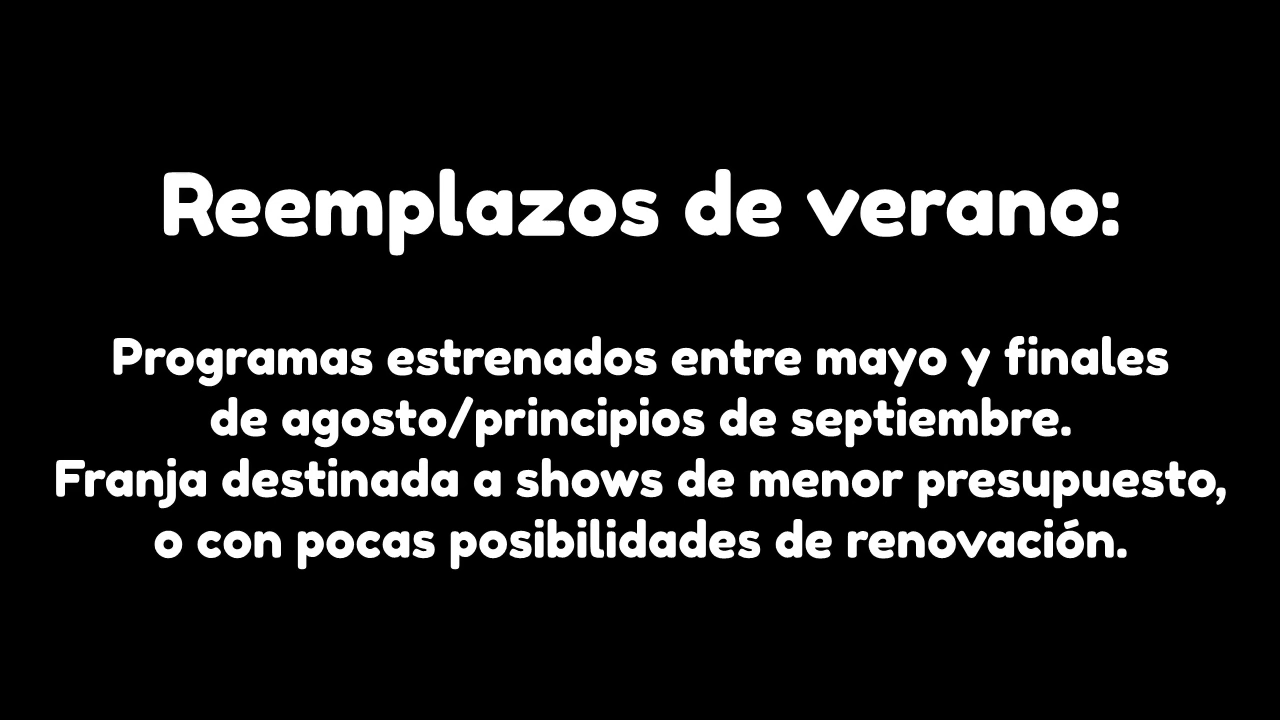 Reemplazos de verano:
Programas estrenados entre mayo y finales
de agosto/principios de septiembre.
Franja destinada a shows de menor presupuesto,
o con pocas posibilidades de renovación.